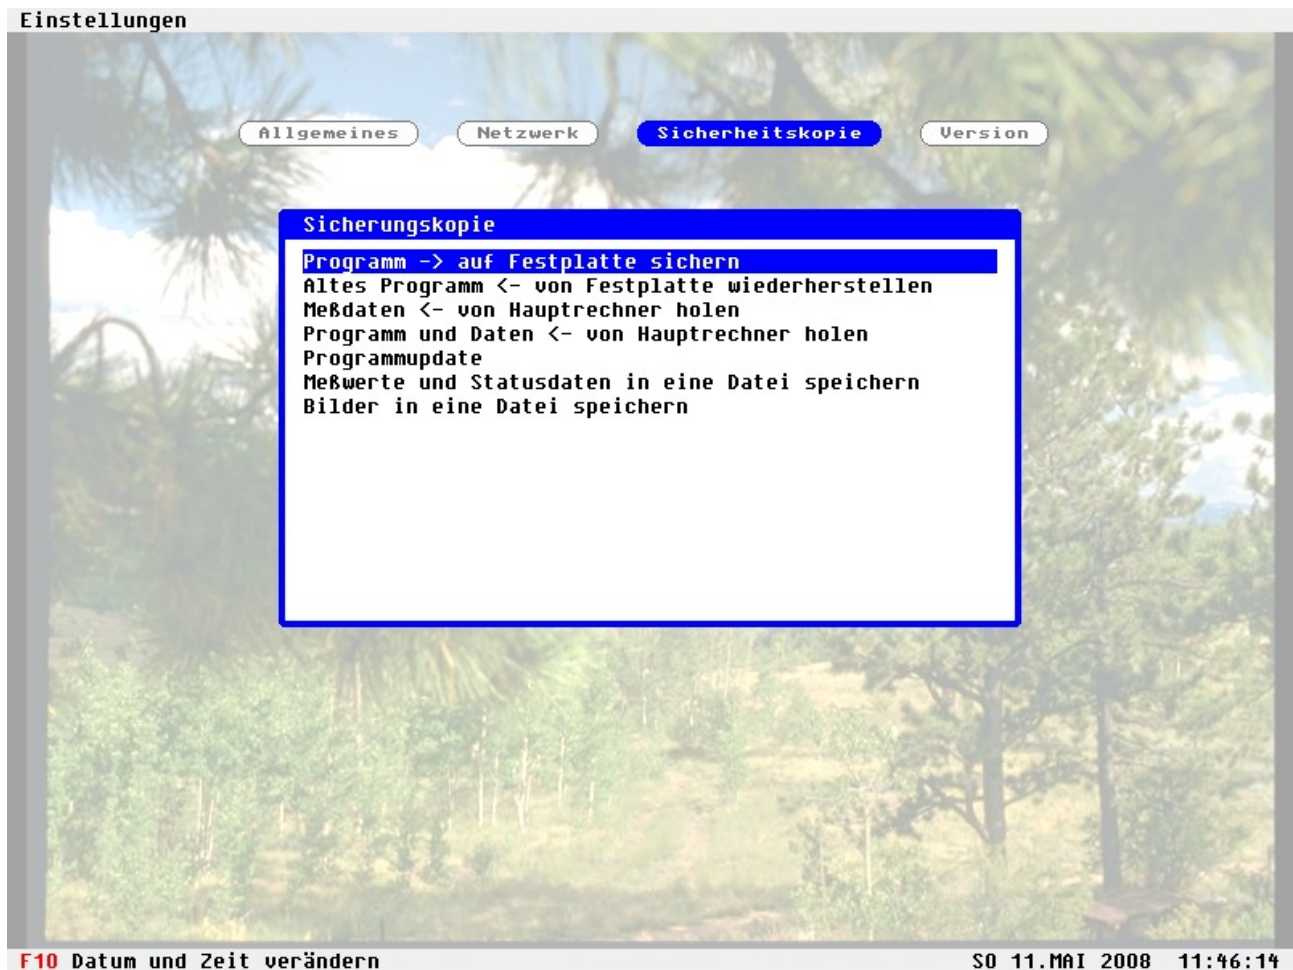 Einstellungen
Allgemeines Netzwerk Sicherheitskopie Version
Sicherungskopie
Programm -> auf Festplatte sichern
Altes Programm <- von Festplatte wiederherstellen
Meßdaten <- von Hauptrechner holen
Programm und Daten <- von Hauptrechner holen
Programmupdate
Meßwerte und Statusdaten in eine Datei speichern
Bilder in eine Datei speichern
F10 Datum und Zeit verändern SO 11.MAI 2008 11:46:14